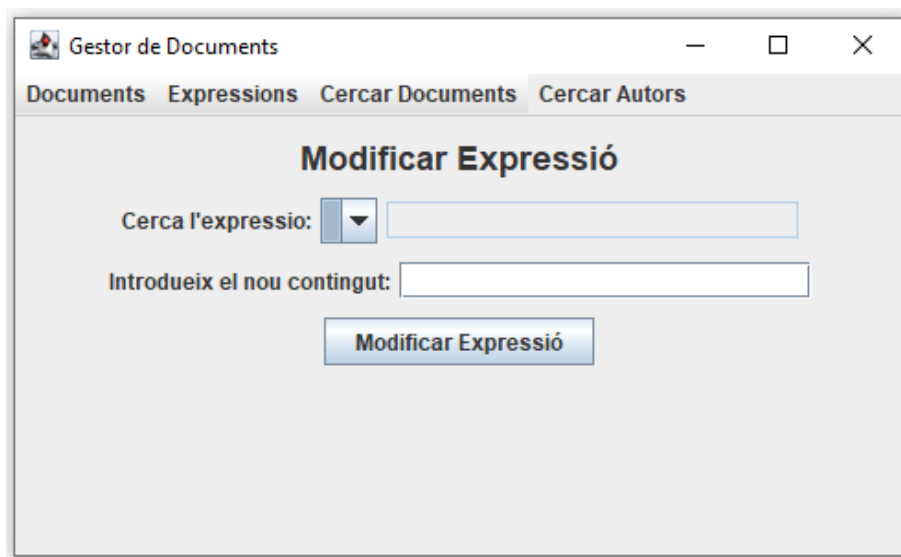 Gestor de Documents
Documents Expressions Cercar Documents Cercar Autors
Modificar Expressió
Cerca l'expressio:
Introdueix el nou contingut:
Modificar Expressió